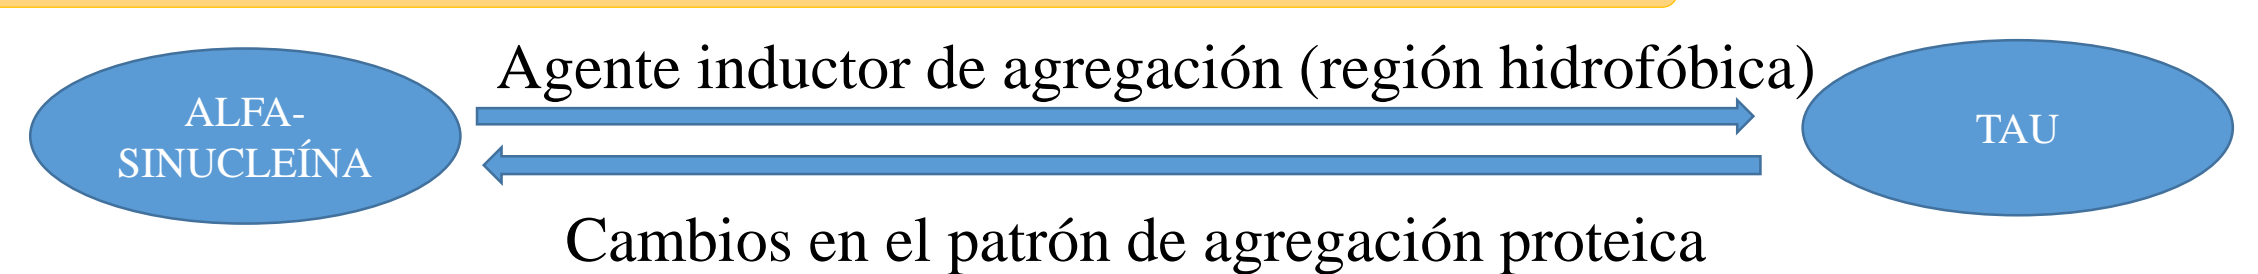 Agente inductor de agregación (región hidrofóbica)
ALFA-
SINUCLEÍNA
TAU
Cambios en el patrón de agregación proteica